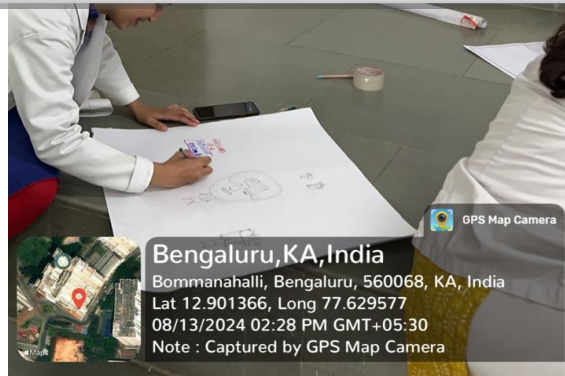 GPS Map Camera
Bengaluru,KA,India
Bommanahalli, Bengaluru, 560068, KA, India
Lat 12.901366, Long 77.629577
08/13/2024 02:28 PM GMT+05:30
Note : Captured by GPS Map Camera
Maps